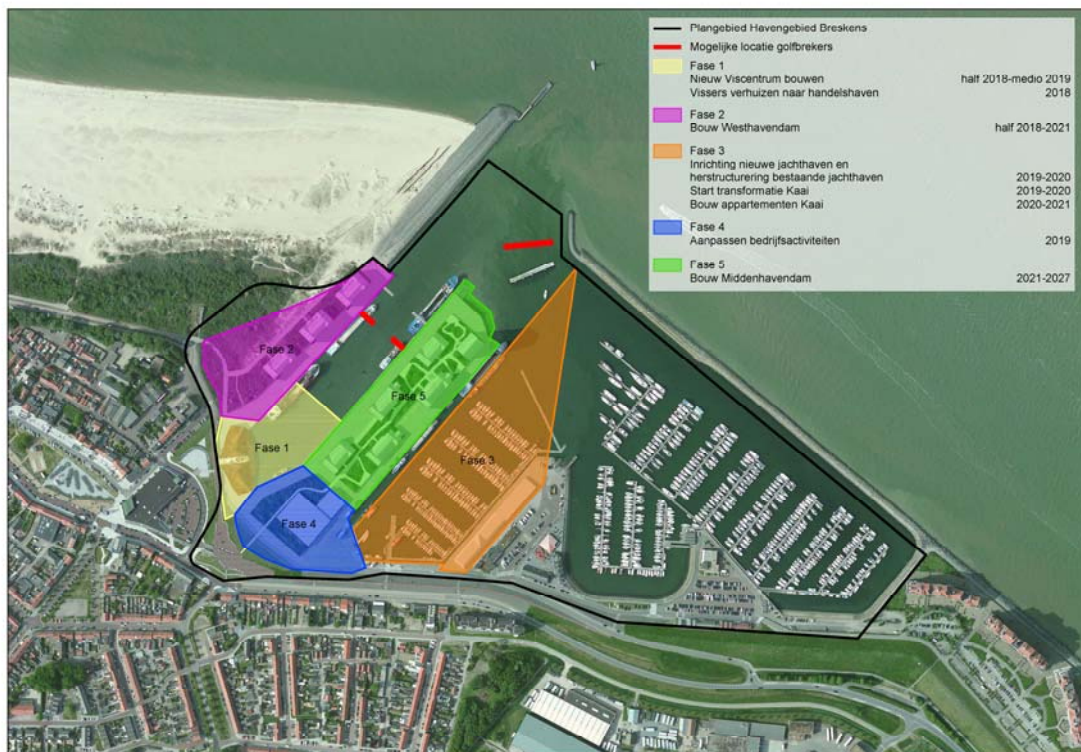 Plangebied Havengebied Breskens
Mogelijke locatie golfbrekers
Fase 1
Nieuw Viscentrum bouwen half 2018-medio 2019
Vissers verhuizen naar handelshaven 2018
Fase 2
Bouw Westhavendam half 2018-2021
Fase 3
Inrichting nieuwe jachthaven en
herstructurering bestaande jachthaven 2019-2020
Start transformatie Kaai 2019-2020
Bouw appartementen Kaai 2020-2021
Fase 4
Aanpassen bedrijfsactiviteiten 2019
Fase 5
Bouw Middenhavendam 2021-2027
Fase 2
Fase 5
Fase 1
Fase 3
Fase 4